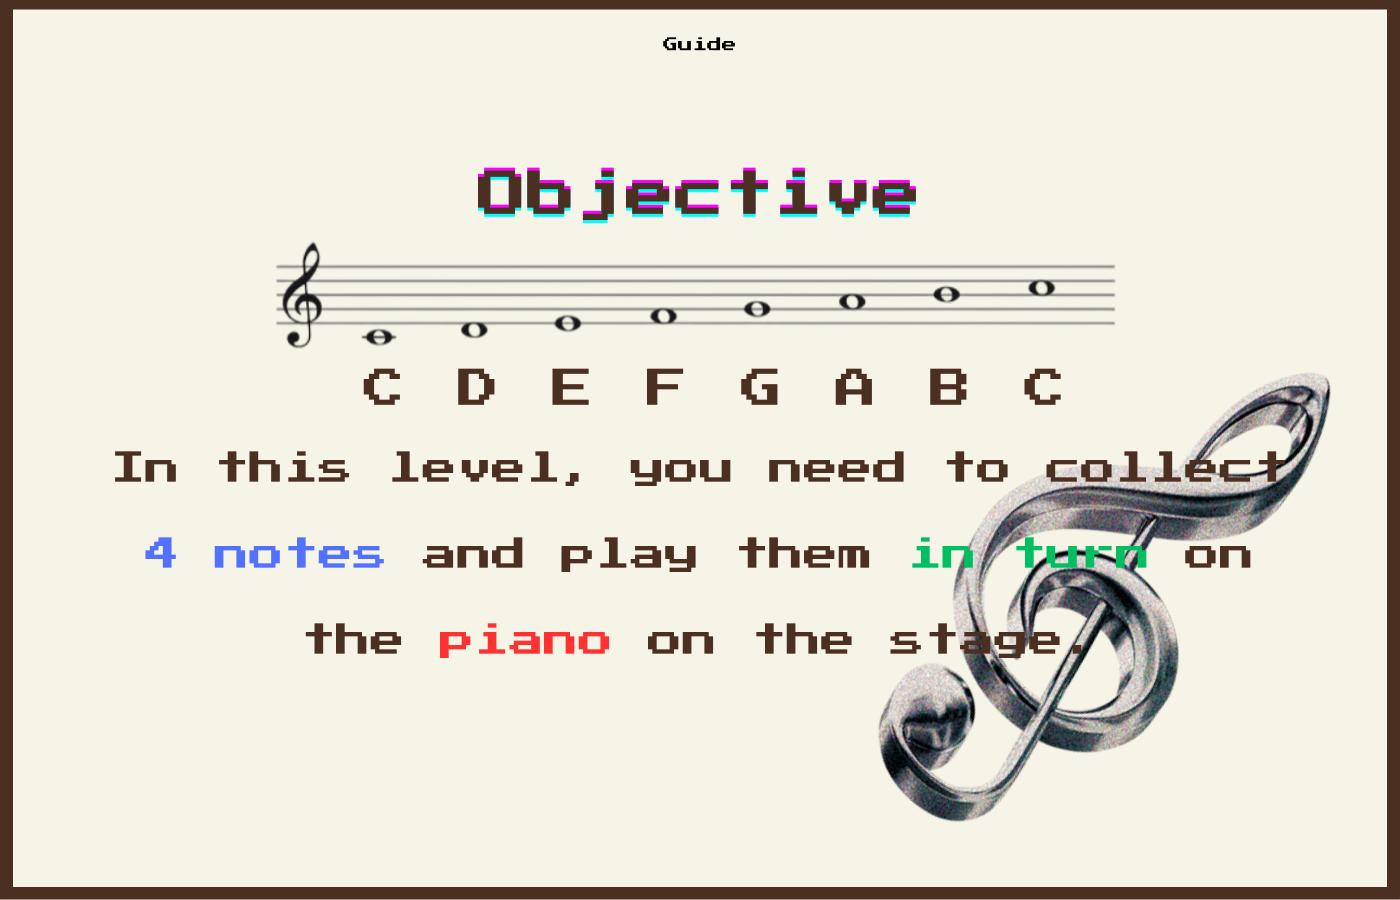 Guide
Objective
C D E F G A B C
In this level, you need to collect
4 notes and play them in turn on
the piano on the stage.